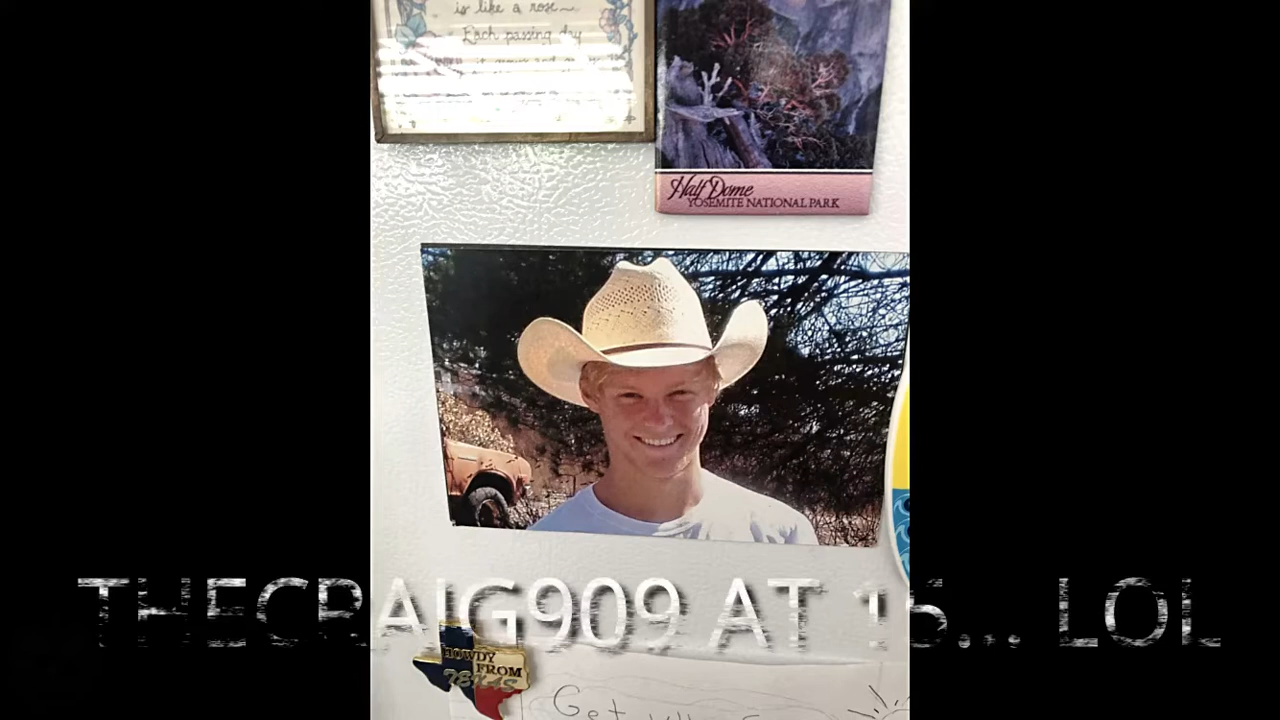 is like a rose~
Each passing day
Half Dome
YOSEMITE NATIONAL PARK
THECRAIG909 AT 15... LOL
HOWDY
FROM
TEXAS
Get